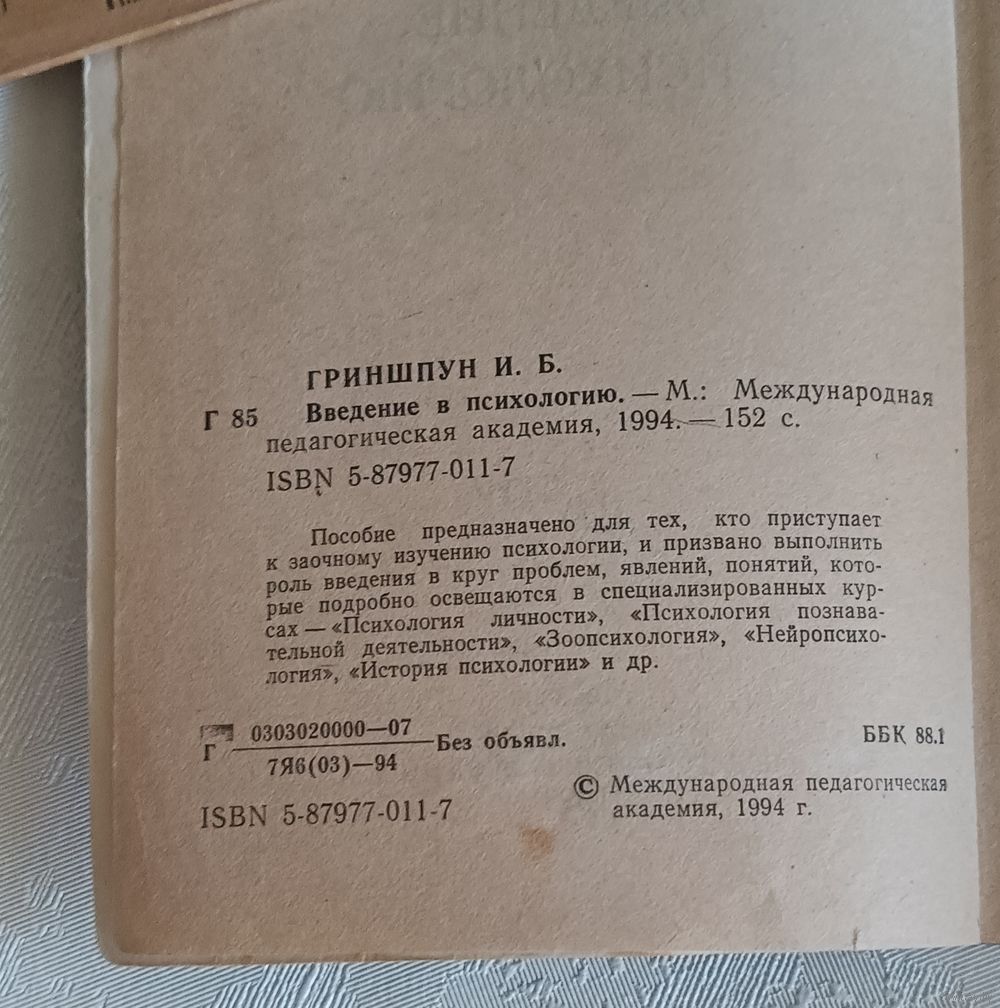 ГРИНШПУН И. Б.
Г 85 Введение в психологию. — М.: Международная
педагогическая академия, 1994. — 152 с.
ISBN 5-87977-011-7
Пособие предназначено для тех, кто приступает
к заочному изучению психологии, и призвано выполнить
роль введения в круг проблем, явлений, понятий, кото-
рые подробно освещаются в специализированных кур-
сах — «Психология личности», «Психология познава-
тельной деятельности», «Зоопсихология», «Нейропсихо-
логия», «История психологии» и др.
Г 0303020000—07
7Я6(03)—94
Без объявл.
ББК 88.1
ISBN 5-87977-011-7
© Международная педагогическая
академия, 1994 г.